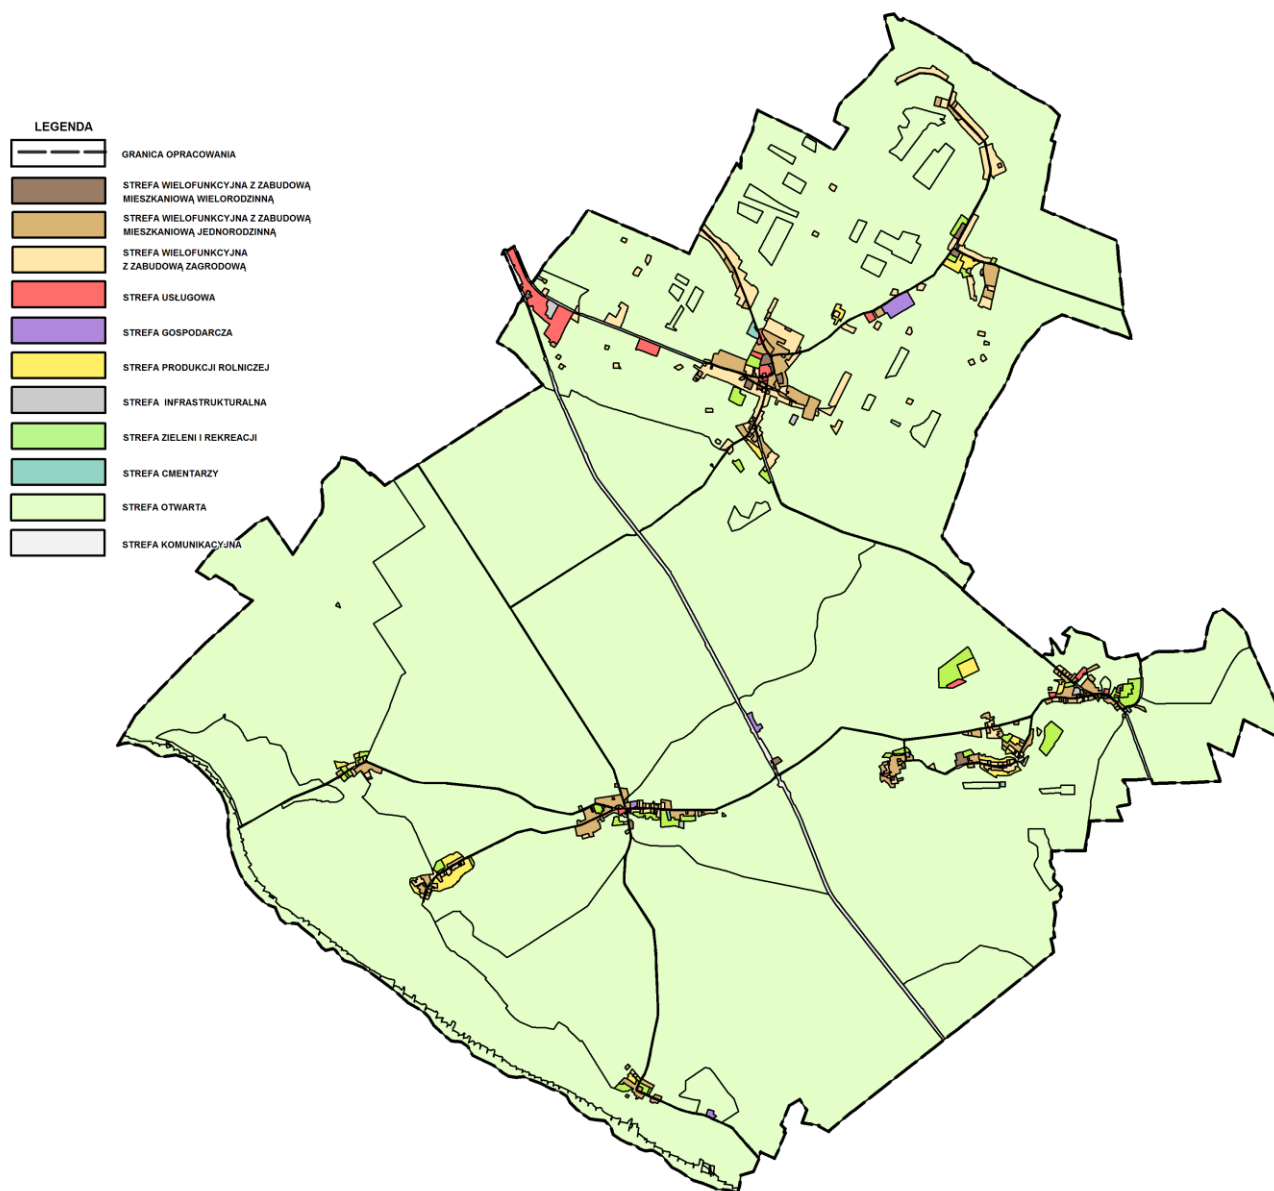 LEGENDA
GRANICA OPRACOWANIA
STREFA WIELOFUNKCYJNA Z ZABUDOWĄ
MIESZKANIOWĄ WIELORODZINNĄ
STREFA WIELOFUNKCYJNA Z ZABUDOWĄ
MIESZKANIOWĄ JEDNORODZINNĄ
STREFA WIELOFUNKCYJNA
Z ZABUDOWĄ ZAGRODOWĄ
STREFA USŁUGOWA
STREFA GOSPODARCZA
STREFA PRODUKCJI ROLNICZEJ
STREFA INFRASTRUKTURALNA
STREFA ZIELENI I REKREACJI
STREFA CMENTARZY
STREFA OTWARTA
STREFA KOMUNIKACYJNA